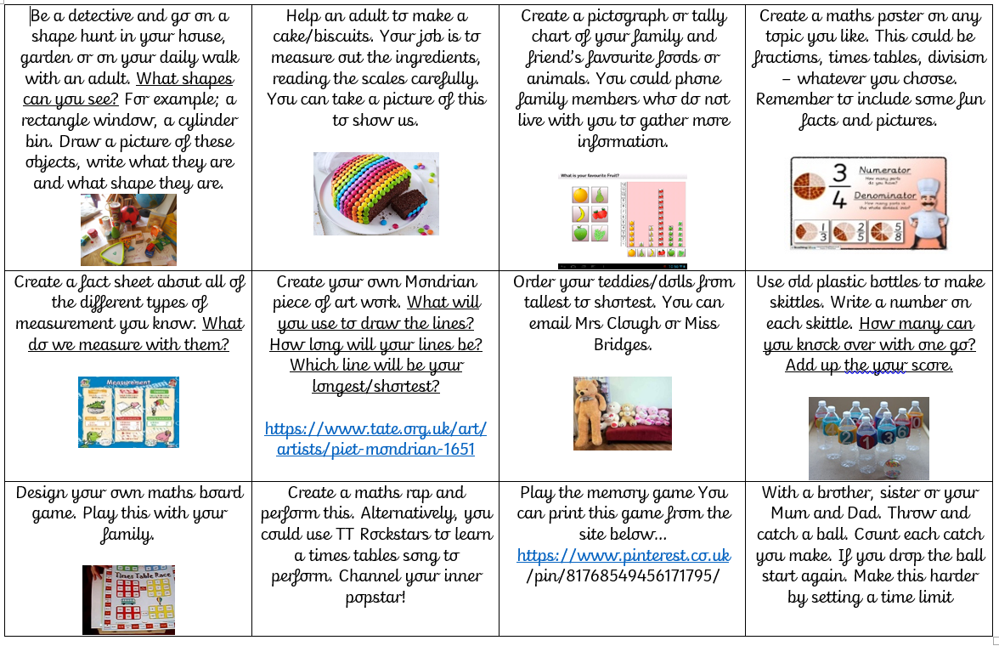 Be a detective and go on a
shape hunt in your house,
garden or on your daily walk
with an adult. What shapes
can you see? For example; a
rectangle window, a cylinder
bin. Draw a picture of these
objects, write what they are
and what shape they are.
Help an adult to make a
cake/biscuits. Your job is to
measure out the ingredients,
reading the scales carefully.
You can take a picture of this
to show us.
Create a pictograph or tally
chart of your family and
friend's favourite foods or
animals. You could phone
family members who do not
live with you to gather more
information.
What is your favourite Fruit?
Create a maths poster on any
topic you like. This could be
fractions, times tables, division
– whatever you choose.
Remember to include some fun
facts and pictures.
3
4
Numerator
How many parts
do you have?
Denominator
How many parts is
the whole divided into?
1
3
2
5
5
8
Create a fact sheet about all of
the different types of
measurement you know. What
do we measure with them?
Measurement
Create your own Mondrian
piece of art work. What will
you use to draw the lines?
How long will your lines be?
Which line will be your
longest/shortest?
https://www.tate.org.uk/art/
artists/piet-mondrian-1651
Order your teddies/dolls from
tallest to shortest. You can
email Mrs Clough or Miss
Bridges.
Use old plastic bottles to make
skittles. Write a number on
each skittle. How many can
you knock over with one go?
Add up the your score.
2 1 3 6
Design your own maths board
game. Play this with your
family.
Times Table Race
Create a maths rap and
perform this. Alternatively, you
could use TT Rockstars to learn
a times tables song to
perform. Channel your inner
popstar!
Play the memory game You
can print this game from the
site below...
https://www.pinterest.co.uk
/pin/81768549456171795/
With a brother, sister or your
Mum and Dad. Throw and
catch a ball. Count each catch
you make. If you drop the ball
start again. Make this harder
by setting a time limit